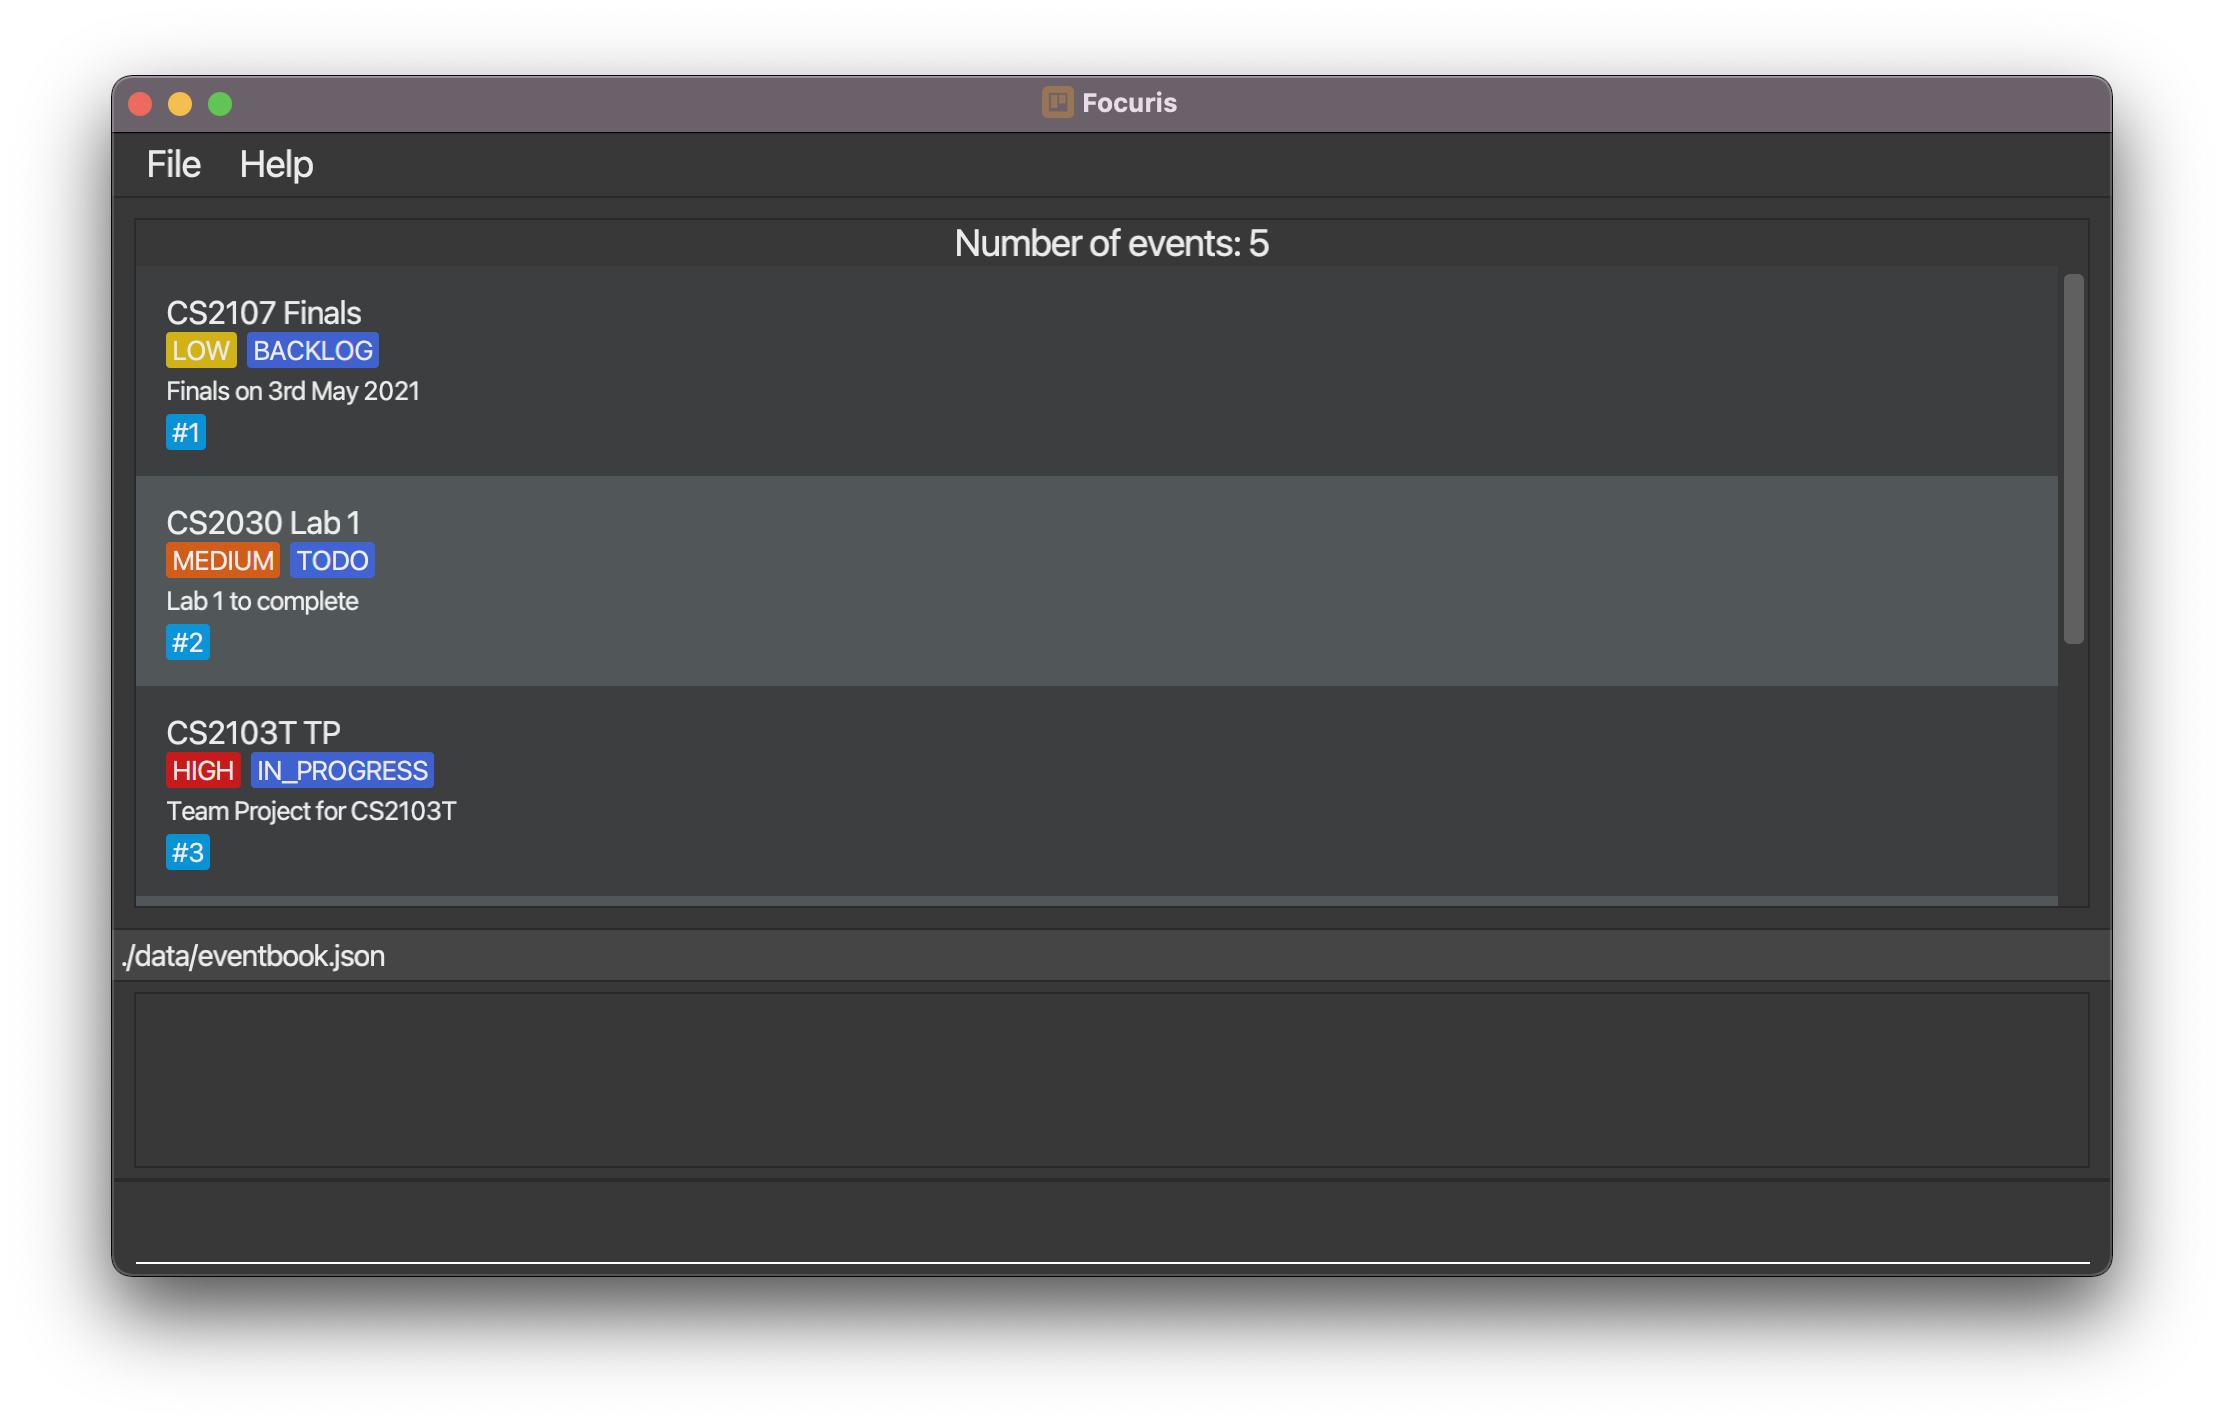 Focuris
File Help
Number of events: 5
CS2107 Finals
LOW BACKLOG
Finals on 3rd May 2021
#1
CS2030 Lab 1
MEDIUM TODO
Lab 1 to complete
#2
CS2103T TP
HIGH IN_PROGRESS
Team Project for CS2103T
#3
./data/eventbook.json